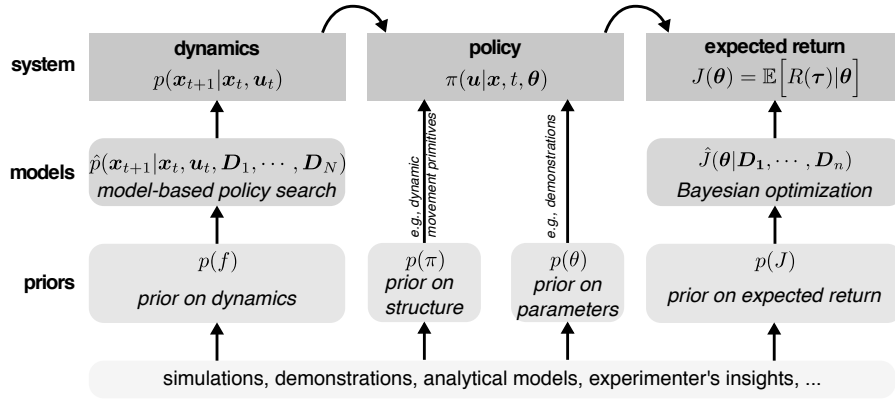 dynamics
policy
expected return
system
p(x_{t+1}|x_t, u_t)
π(u|x, t, θ)
J(θ) = 𝔼[R(τ)|θ]
models
p̂(x_{t+1}|x_t, u_t, D_1, ⋯, D_N)
model-based policy search
e.g., dynamic
movement primitives
e.g., demonstrations
Ĵ(θ|D_1, ⋯, D_n)
Bayesian optimization
priors
p(f)
prior on dynamics
p(π)
prior on
structure
p(θ)
prior on
parameters
p(J)
prior on expected return
simulations, demonstrations, analytical models, experimenter's insights, ...